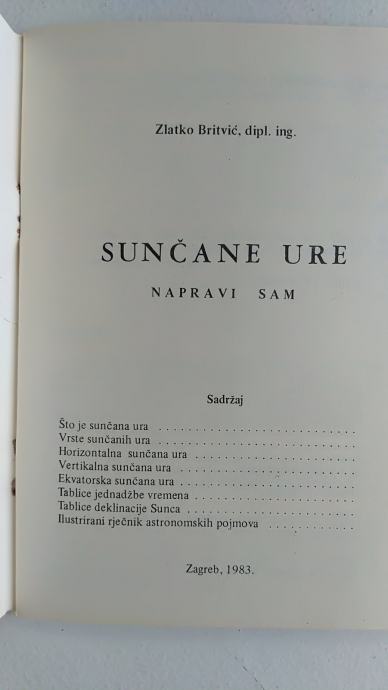 Zlatko Britvić, dipl. ing.
SUNČANE URE
NAPRAVI SAM
Sadržaj
Što je sunčana ura . . . . . . . . . . . . . . . . . . . . . . . . . . . .
Vrste sunčanih ura . . . . . . . . . . . . . . . . . . . . . . . . . . . .
Horizontalna sunčana ura . . . . . . . . . . . . . . . . . . . . . . .
Vertikalna sunčana ura . . . . . . . . . . . . . . . . . . . . . . . . .
Ekvatorska sunčana ura . . . . . . . . . . . . . . . . . . . . . . . . .
Tablice jednadžbe vremena . . . . . . . . . . . . . . . . . . . . . . .
Tablice deklinacije Sunca . . . . . . . . . . . . . . . . . . . . . . . .
Ilustrirani rječnik astronomskih pojmova . . . . . . . . . . . .
Zagreb, 1983.